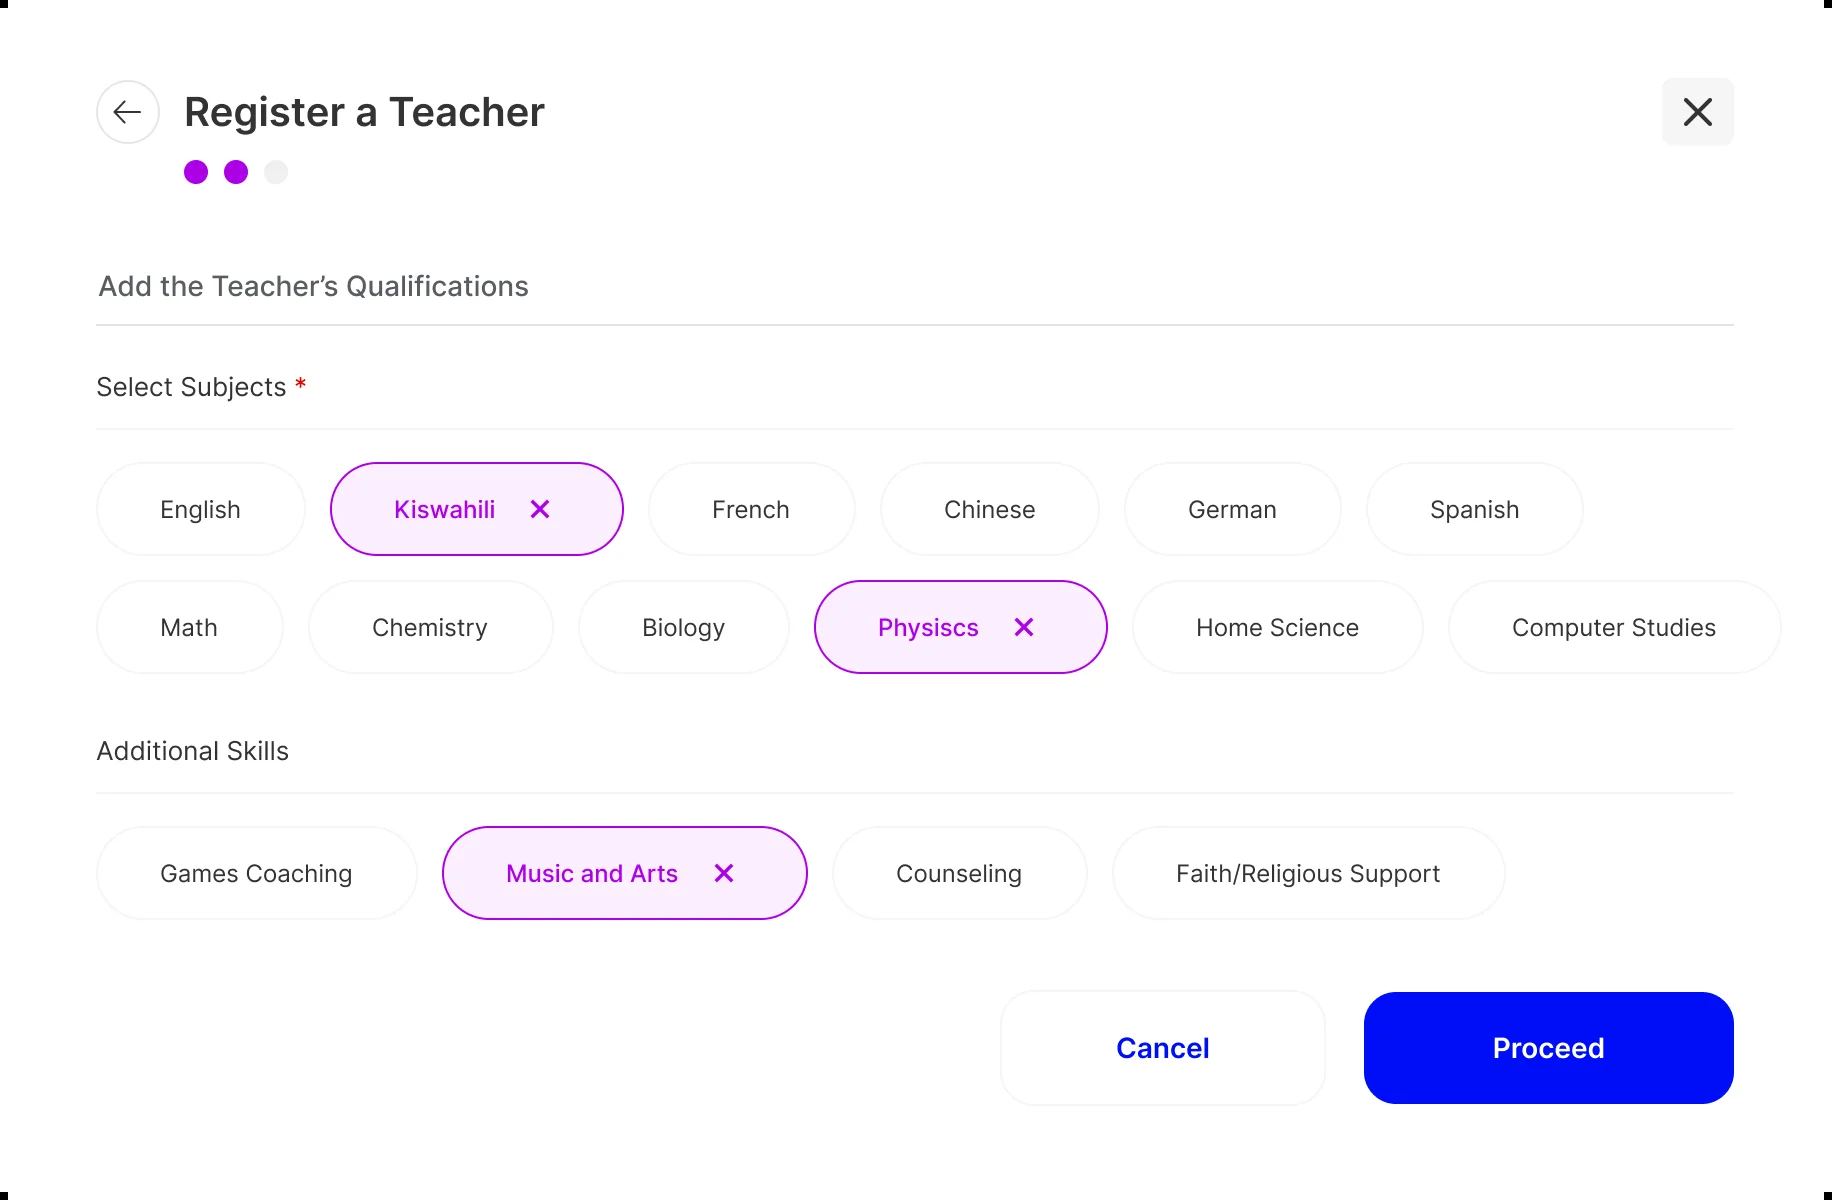 Register a Teacher
Add the Teacher’s Qualifications
Select Subjects *
English Kiswahili French Chinese German Spanish
Math Chemistry Biology Physiscs Home Science Computer Studies
Additional Skills
Games Coaching Music and Arts Counseling Faith/Religious Support
Cancel Proceed